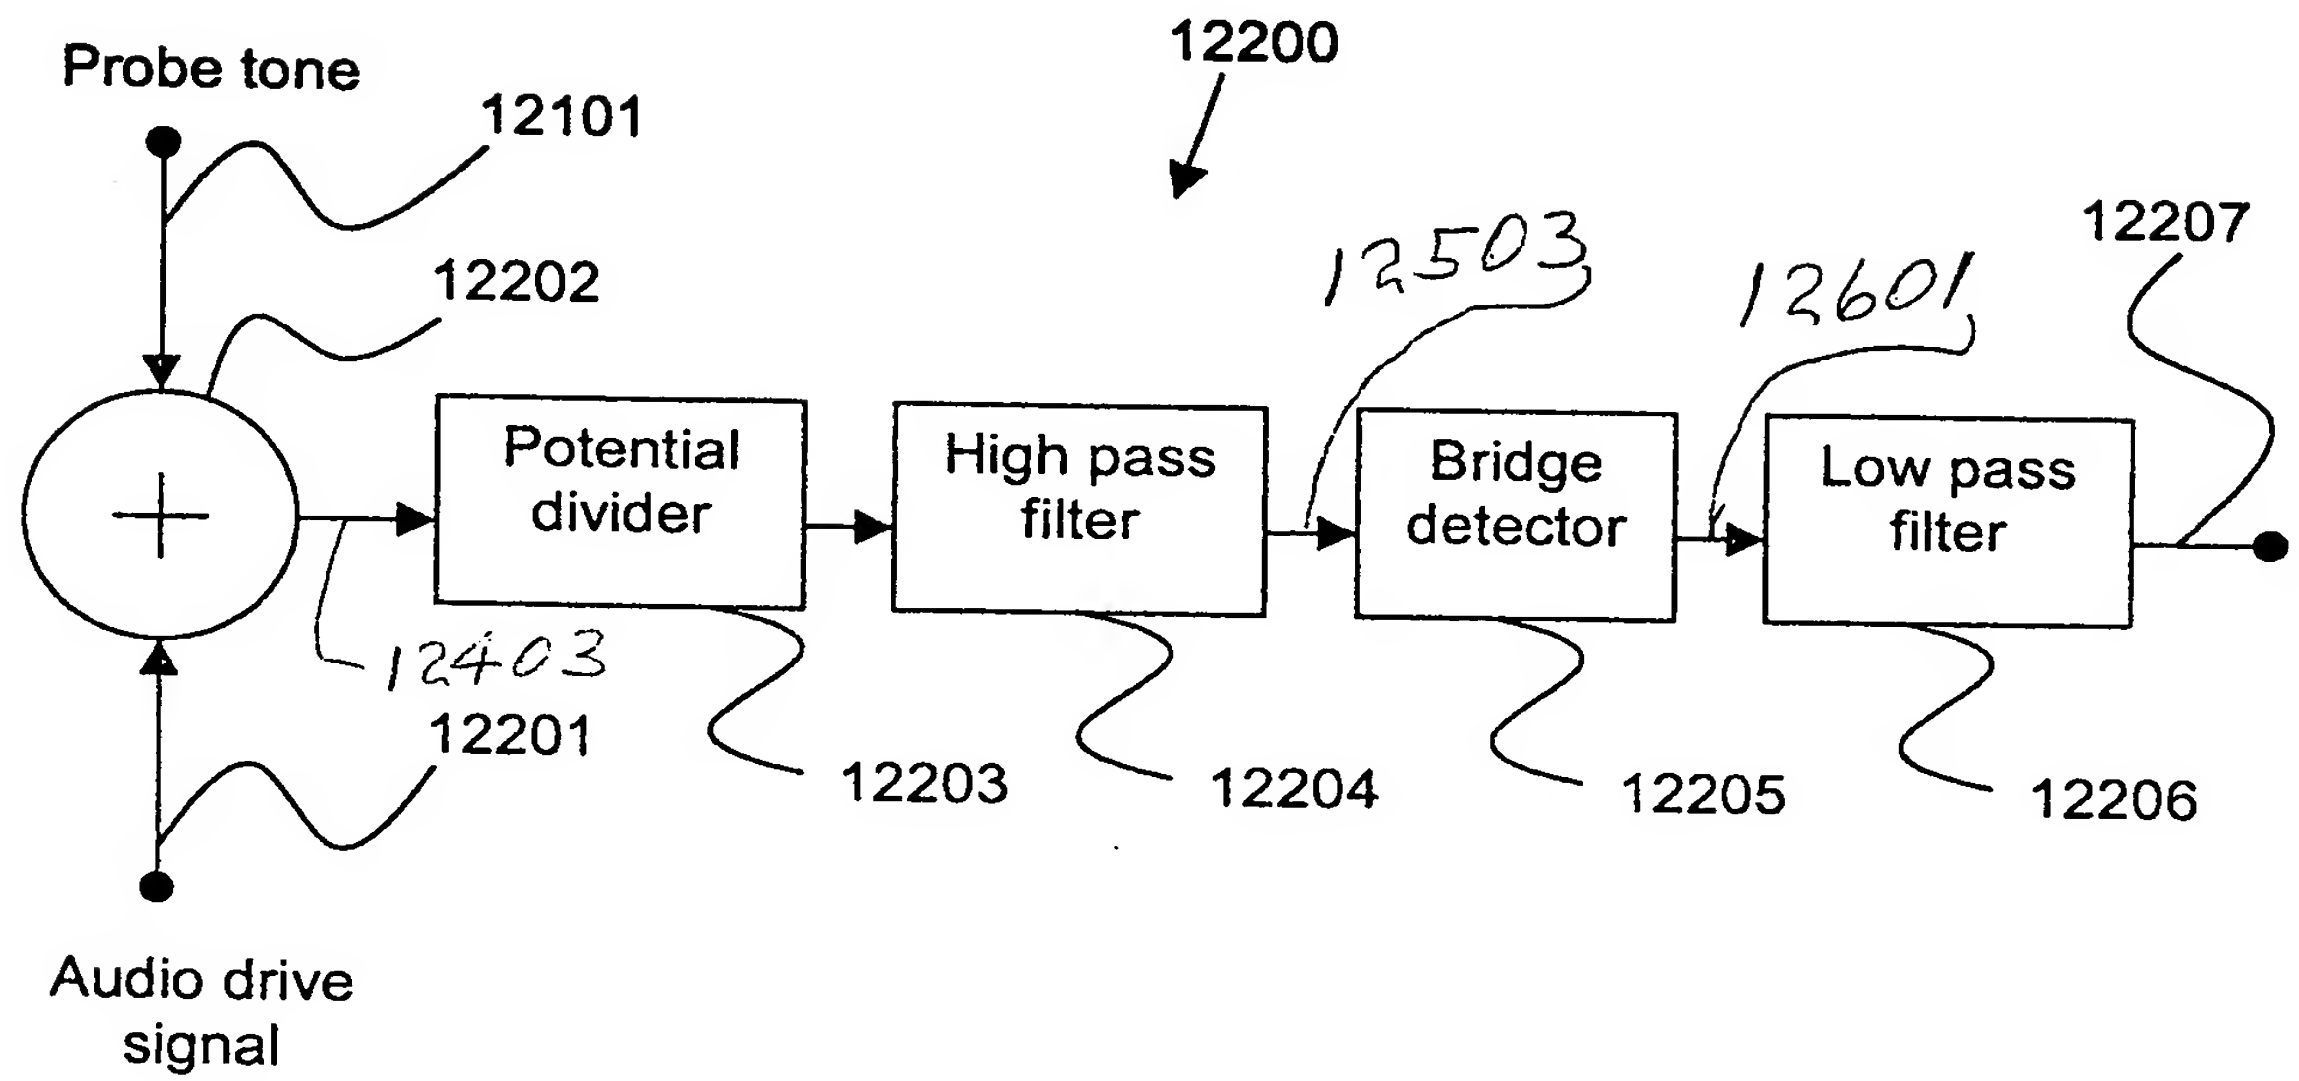 12200
Probe tone
12101
12207
12503
12202
12601
Potential
divider
High pass
filter
Bridge
detector
Low pass
filter
12403
12201
12203
12204
12205
12206
Audio drive
signal